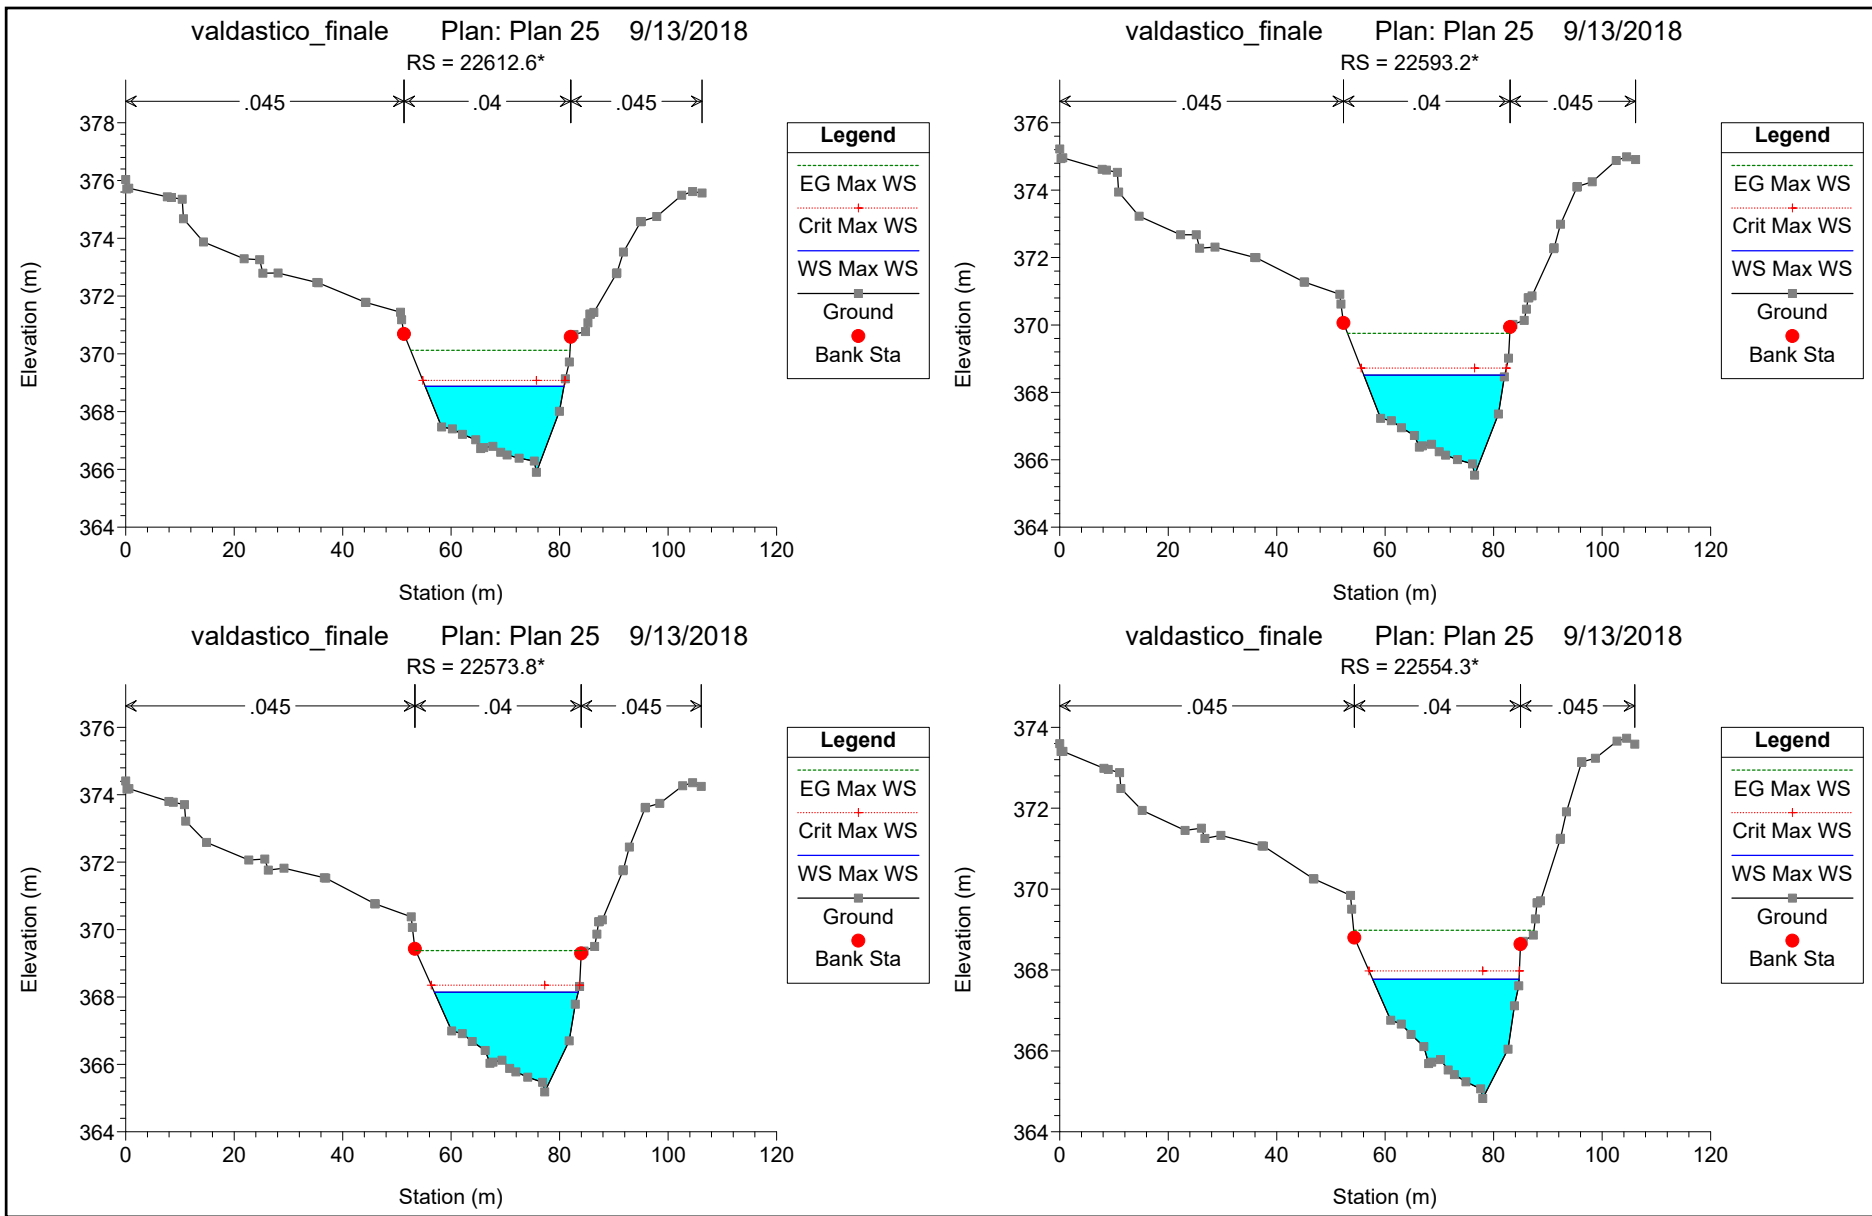 valdastico_finale Plan: Plan 25 9/13/2018
RS = 22612.6*
.045 .04 .045
378
376
374
372
370
368
366
364
Elevation (m)
0 20 40 60 80 100 120
Station (m)
Legend
EG Max WS
Crit Max WS
WS Max WS
Ground
Bank Sta
valdastico_finale Plan: Plan 25 9/13/2018
RS = 22593.2*
.045 .04 .045
376
374
372
370
368
366
364
Elevation (m)
0 20 40 60 80 100 120
Station (m)
Legend
EG Max WS
Crit Max WS
WS Max WS
Ground
Bank Sta
valdastico_finale Plan: Plan 25 9/13/2018
RS = 22573.8*
.045 .04 .045
376
374
372
370
368
366
364
Elevation (m)
0 20 40 60 80 100 120
Station (m)
Legend
EG Max WS
Crit Max WS
WS Max WS
Ground
Bank Sta
valdastico_finale Plan: Plan 25 9/13/2018
RS = 22554.3*
.045 .04 .045
374
372
370
368
366
364
Elevation (m)
0 20 40 60 80 100 120
Station (m)
Legend
EG Max WS
Crit Max WS
WS Max WS
Ground
Bank Sta